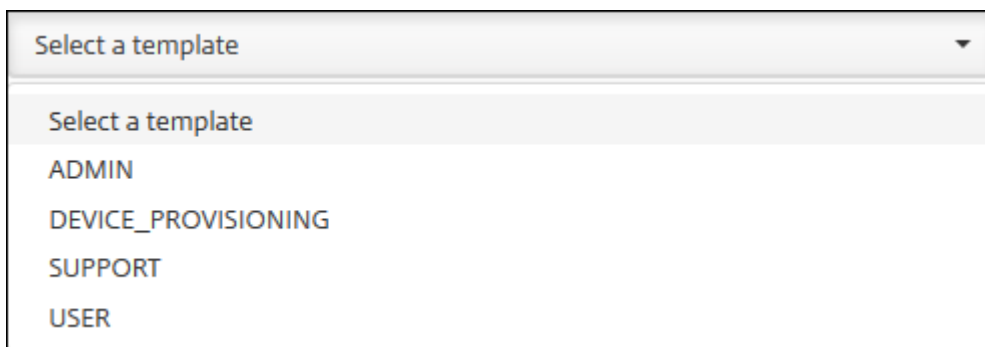 Select a template
Select a template
ADMIN
DEVICE_PROVISIONING
SUPPORT
USER